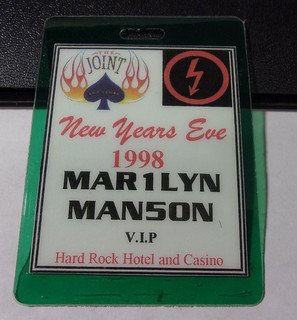 THE
JOINT
New Years Eve
1998
MAR1LYN
MAN5ON
V.I.P
Hard Rock Hotel and Casino